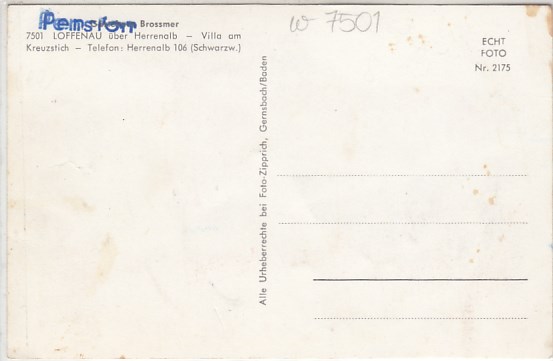 Pension Brossmer
7501 LOFFENAU über Herrenalb — Villa am
Kreuzstich — Telefon: Herrenalb 106 (Schwarzw.)
w 7501
ECHT
FOTO
Nr. 2175
Alle Urheberrechte bei Foto-Zipprich, Gernsbach/Baden